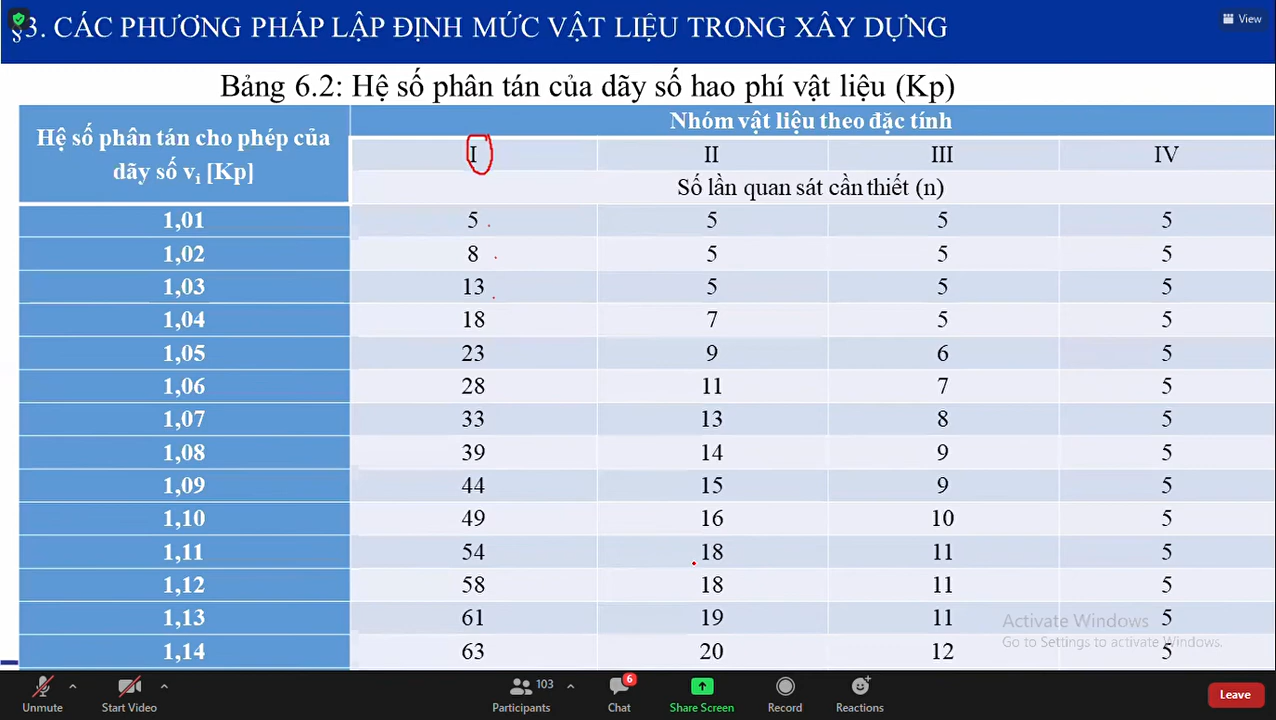 §3. CÁC PHƯƠNG PHÁP LẬP ĐỊNH MỨC VẬT LIỆU TRONG XÂY DỰNG
View
Bảng 6.2: Hệ số phân tán của dãy số hao phí vật liệu (Kp)
Hệ số phân tán cho phép của
dãy số vi [Kp]
Nhóm vật liệu theo đặc tính
I II III IV
Số lần quan sát cần thiết (n)
1,01 5 5 5 5
1,02 8 5 5 5
1,03 13 5 5 5
1,04 18 7 5 5
1,05 23 9 6 5
1,06 28 11 7 5
1,07 33 13 8 5
1,08 39 14 9 5
1,09 44 15 9 5
1,10 49 16 10 5
1,11 54 18 11 5
1,12 58 18 11 5
1,13 61 19 11 5
1,14 63 20 12 5
Activate Windows
Go to Settings to activate Windows.
Unmute
Start Video
103
Participants
6
Chat
Share Screen
Record
Reactions
Leave